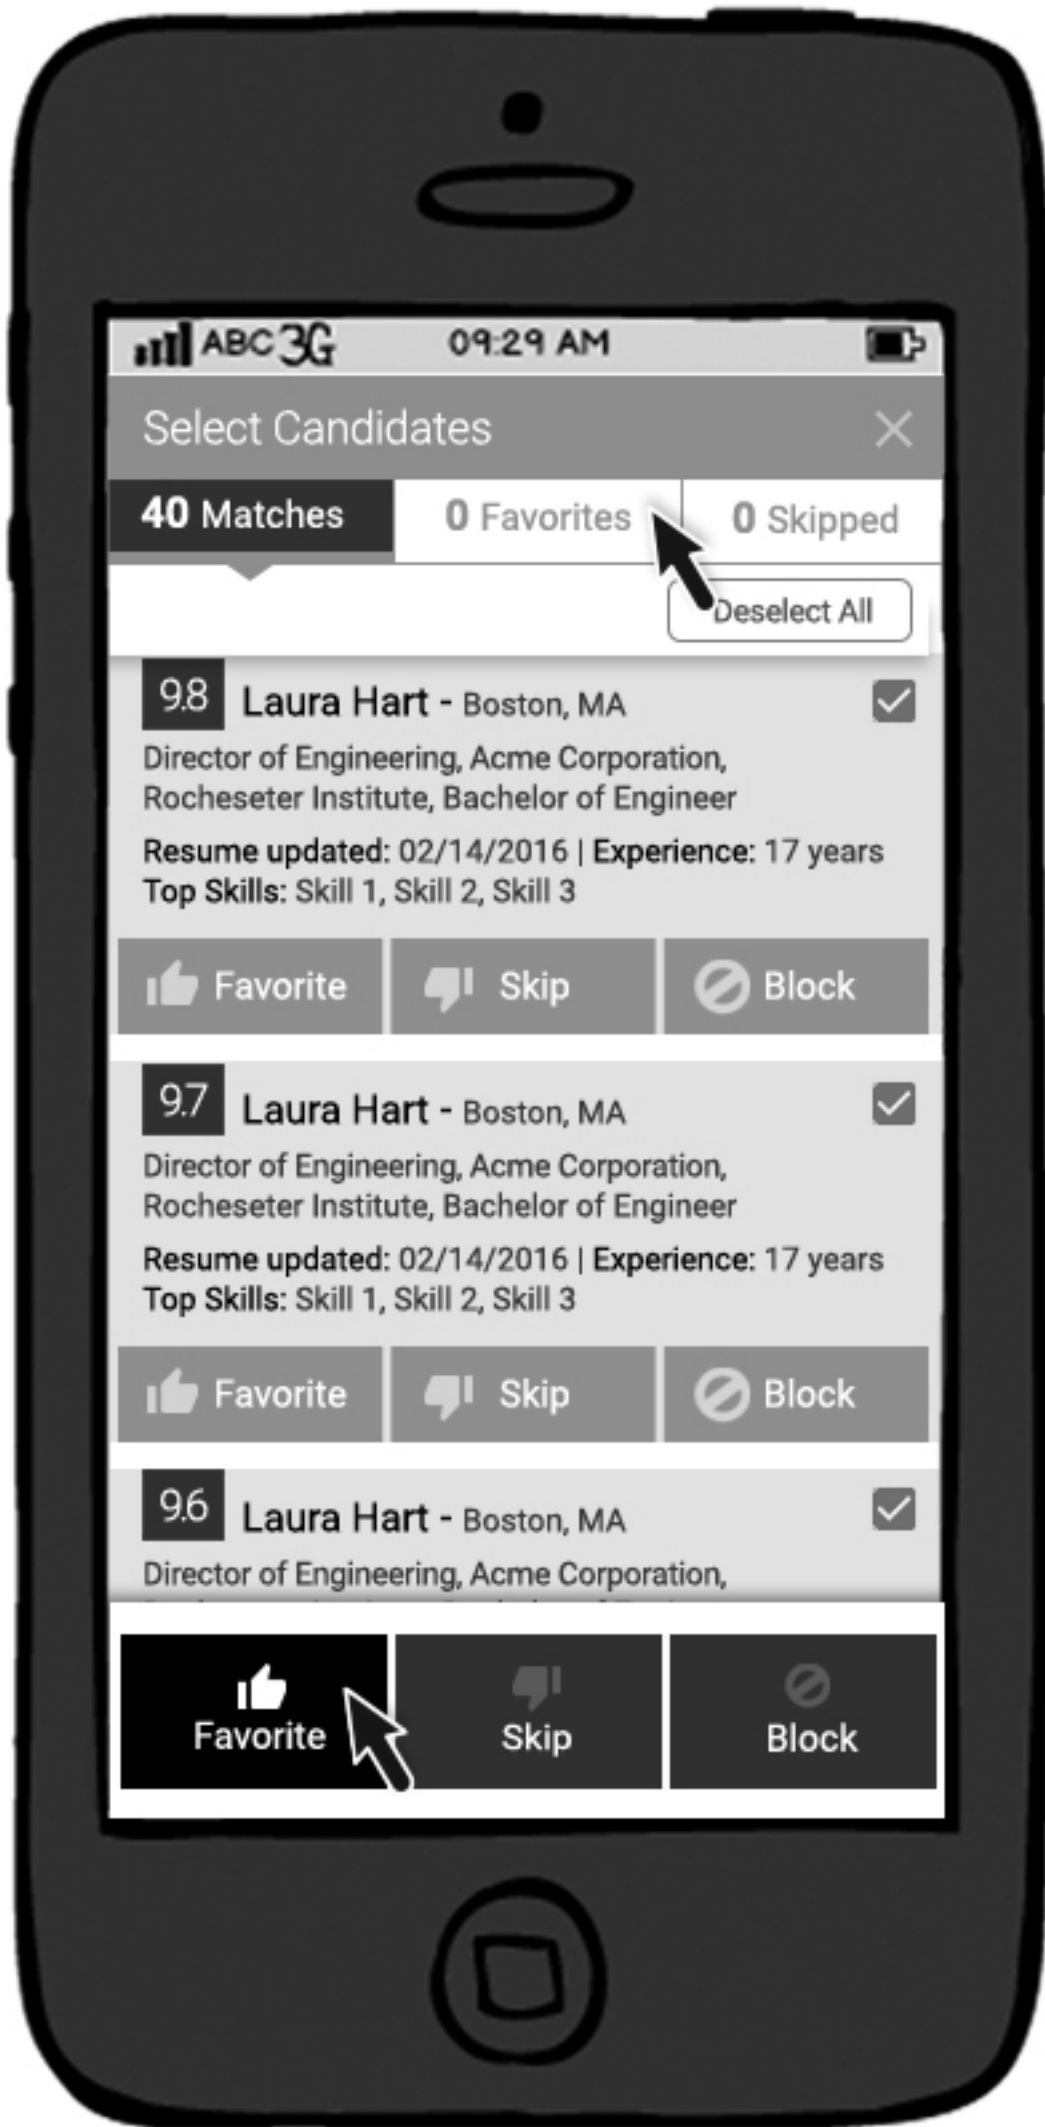 ABC 3G 09:29 AM
Select Candidates
40 Matches 0 Favorites 0 Skipped
Deselect All
9.8 Laura Hart - Boston, MA
Director of Engineering, Acme Corporation,
Rocheseter Institute, Bachelor of Engineer
Resume updated: 02/14/2016 | Experience: 17 years
Top Skills: Skill 1, Skill 2, Skill 3
Favorite Skip Block
9.7 Laura Hart - Boston, MA
Director of Engineering, Acme Corporation,
Rocheseter Institute, Bachelor of Engineer
Resume updated: 02/14/2016 | Experience: 17 years
Top Skills: Skill 1, Skill 2, Skill 3
Favorite Skip Block
9.6 Laura Hart - Boston, MA
Director of Engineering, Acme Corporation,
Favorite Skip Block